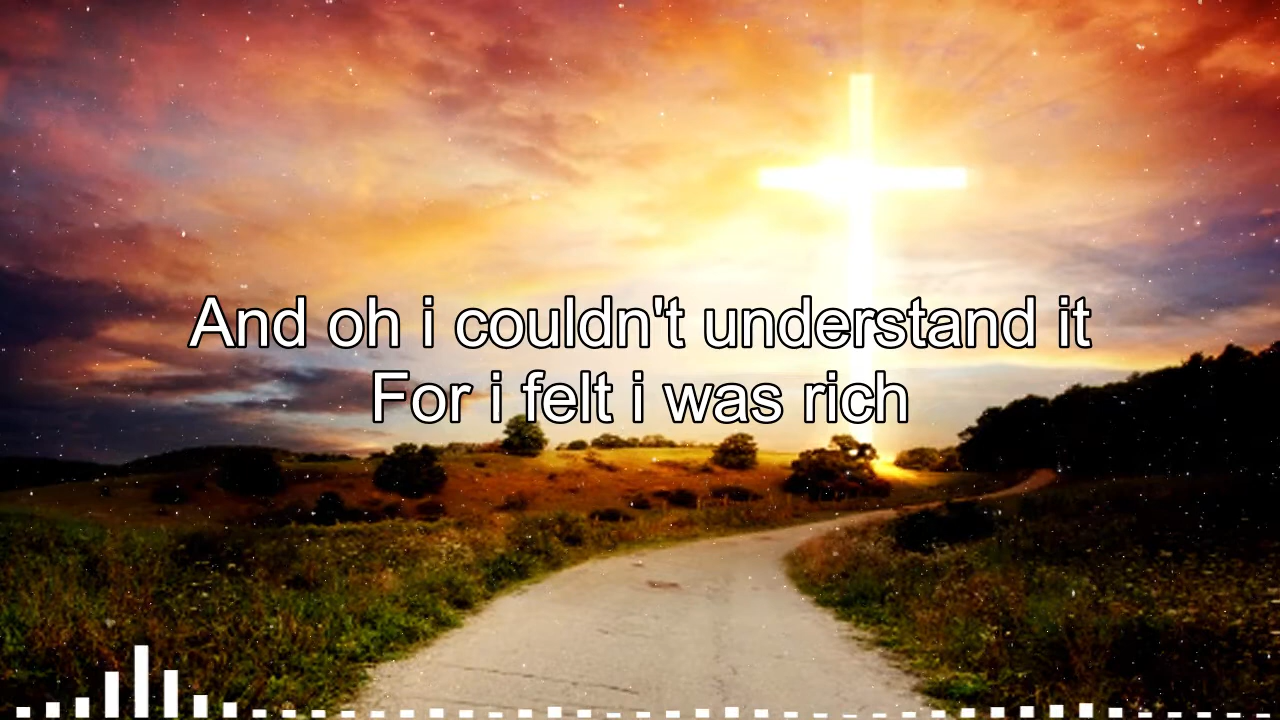 And oh i couldn't understand it
For i felt i was rich